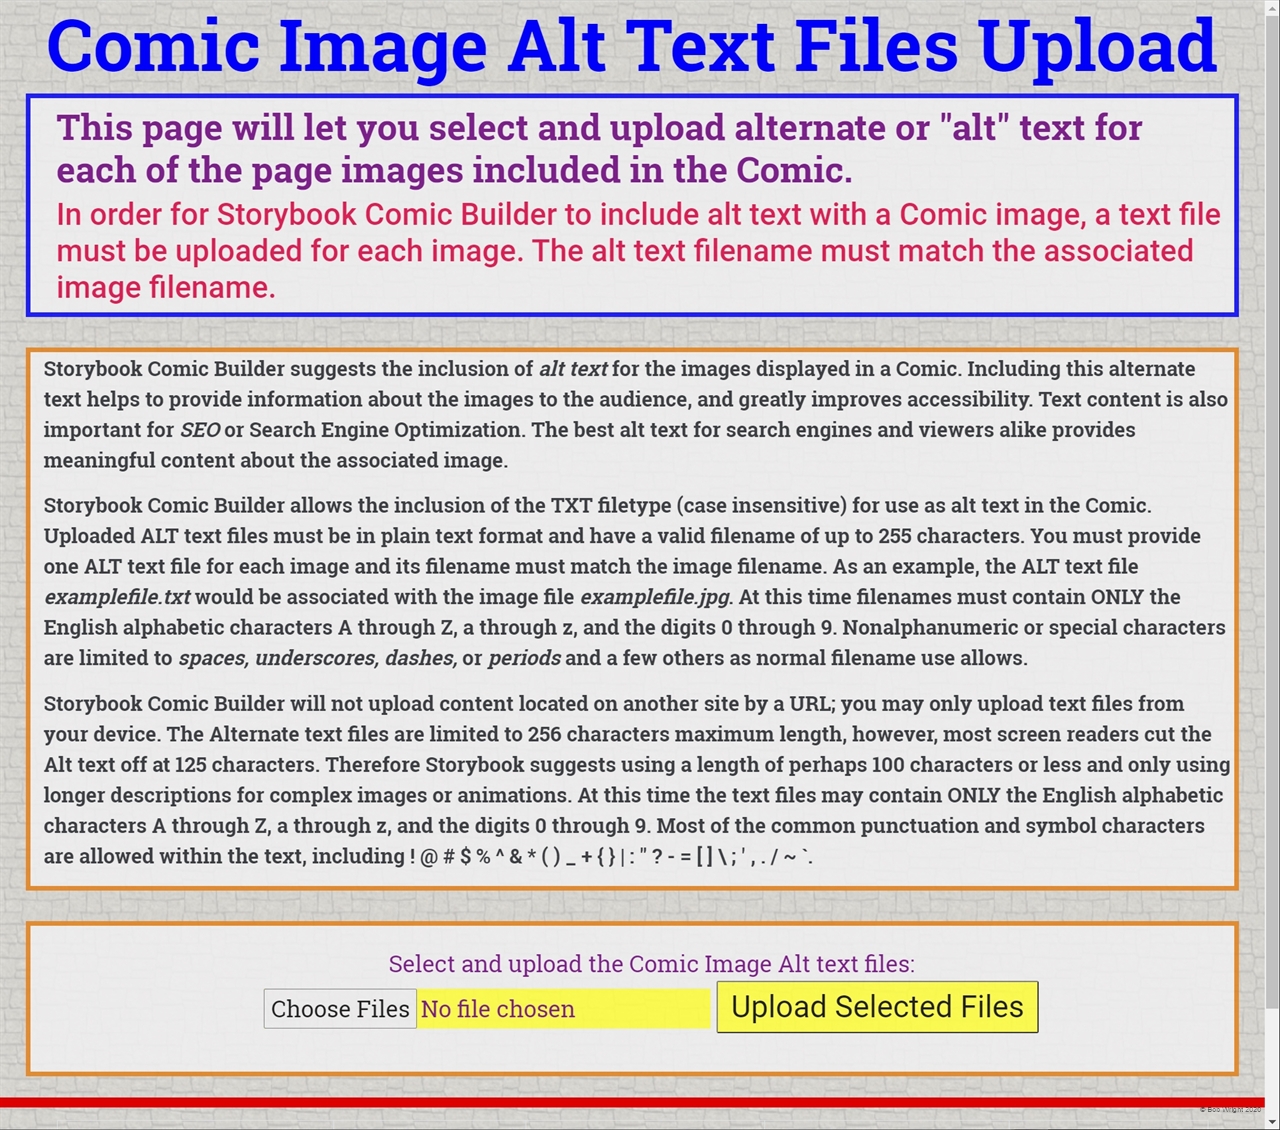 Comic Image Alt Text Files Upload
This page will let you select and upload alternate or "alt" text for
each of the page images included in the Comic.
In order for Storybook Comic Builder to include alt text with a Comic image, a text file
must be uploaded for each image. The alt text filename must match the associated
image filename.
Storybook Comic Builder suggests the inclusion of alt text for the images displayed in a Comic. Including this alternate
text helps to provide information about the images to the audience, and greatly improves accessibility. Text content is also
important for SEO or Search Engine Optimization. The best alt text for search engines and viewers alike provides
meaningful content about the associated image.
Storybook Comic Builder allows the inclusion of the TXT filetype (case insensitive) for use as alt text in the Comic.
Uploaded ALT text files must be in plain text format and have a valid filename of up to 255 characters. You must provide
one ALT text file for each image and its filename must match the image filename. As an example, the ALT text file
examplefile.txt would be associated with the image file examplefile.jpg. At this time filenames must contain ONLY the
English alphabetic characters A through Z, a through z, and the digits 0 through 9. Nonalphanumeric or special characters
are limited to spaces, underscores, dashes, or periods and a few others as normal filename use allows.
Storybook Comic Builder will not upload content located on another site by a URL; you may only upload text files from
your device. The Alternate text files are limited to 256 characters maximum length, however, most screen readers cut the
Alt text off at 125 characters. Therefore Storybook suggests using a length of perhaps 100 characters or less and only using
longer descriptions for complex images or animations. At this time the text files may contain ONLY the English alphabetic
characters A through Z, a through z, and the digits 0 through 9. Most of the common punctuation and symbol characters
are allowed within the text, including ! @ # $ % ^ & * ( ) _ + { } | : " ? - = [ ] \ ; ' , . / ~ `.
Select and upload the Comic Image Alt text files:
Choose Files No file chosen Upload Selected Files
© Bob Wright 2020